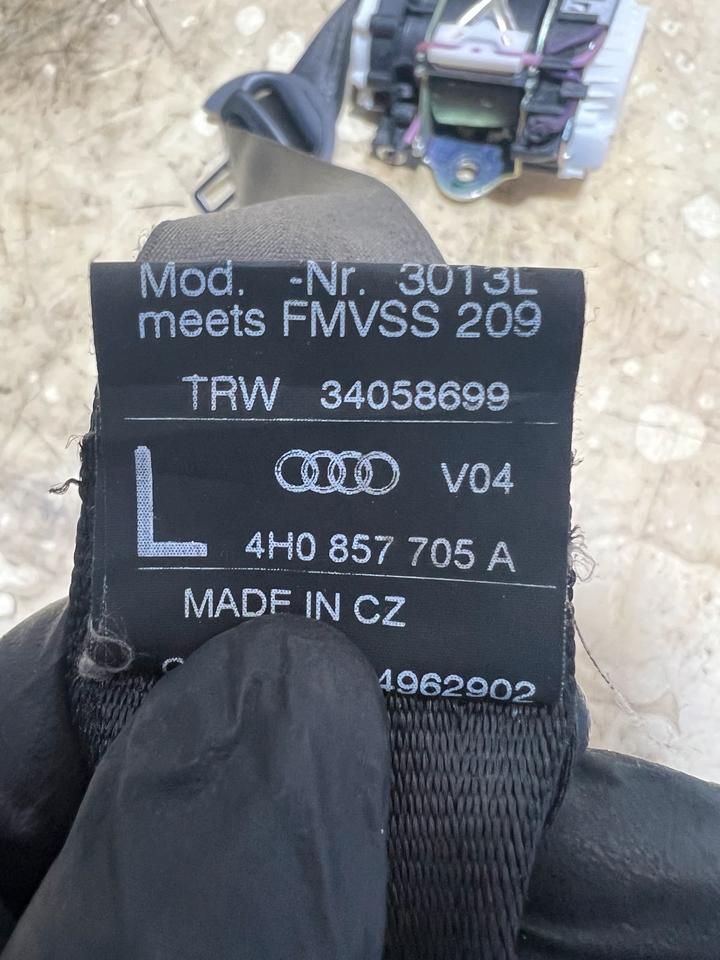 Mod. -Nr. 3013L
meets FMVSS 209
TRW 34058699
L V04
4H0 857 705 A
MADE IN CZ
4962902